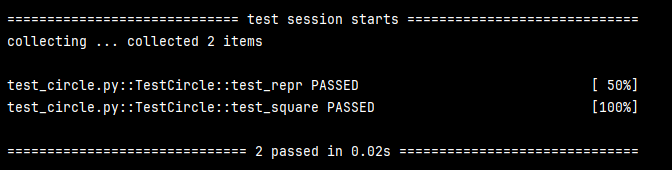 ============================= test session starts =============================
collecting ... collected 2 items
test_circle.py::TestCircle::test_repr PASSED [ 50%]
test_circle.py::TestCircle::test_square PASSED [100%]
============================== 2 passed in 0.02s ==============================